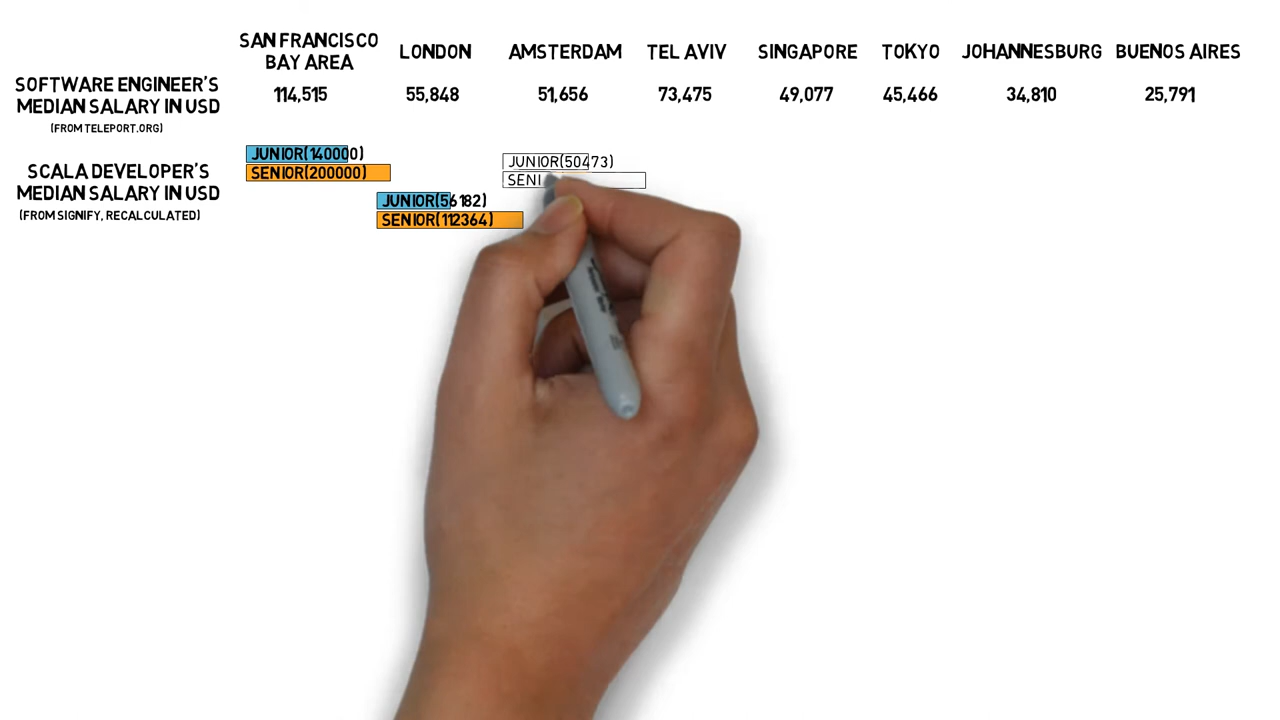 SAN FRANCISCO
BAY AREA
LONDON
AMSTERDAM
TEL AVIV
SINGAPORE
TOKYO
JOHANNESBURG
BUENOS AIRES
SOFTWARE ENGINEER'S
MEDIAN SALARY IN USD
(FROM TELEPORT.ORG)
114,515
55,848
51,656
73,475
49,077
45,466
34,810
25,791
SCALA DEVELOPER'S
MEDIAN SALARY IN USD
(FROM SIGNIFY, RECALCULATED)
JUNIOR(140000)
SENIOR(200000)
JUNIOR(56182)
SENIOR(112364)
JUNIOR(50473)
SENI